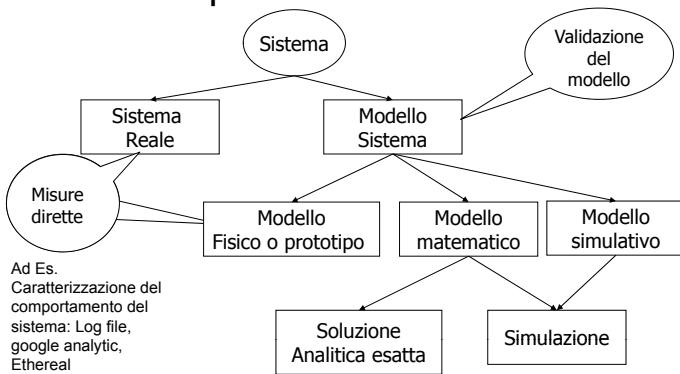 Sistema
Validazione
del
modello
Sistema
Reale
Modello
Sistema
Misure
dirette
Modello
Fisico o prototipo
Modello
matematico
Modello
simulativo
Ad Es.
Caratterizzazione del
comportamento del
sistema: Log file,
google analytic,
Ethereal
Soluzione
Analitica esatta
Simulazione